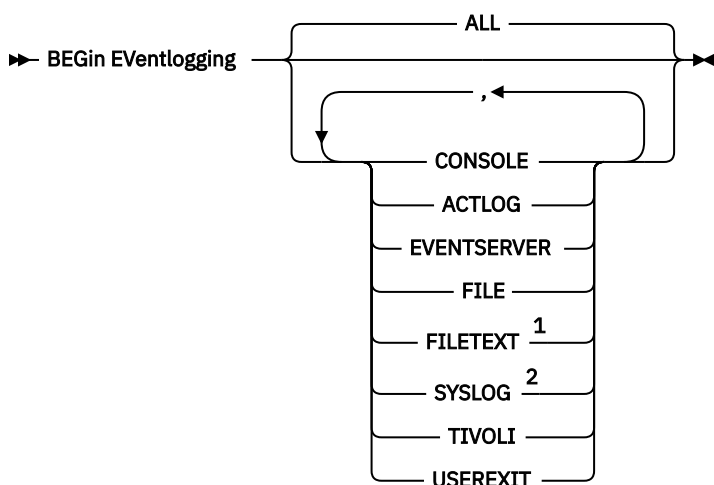 ALL
BEGin EVentlogging
,
CONSOLE
ACTLOG
EVENTSERVER
FILE
FILETEXT 1
SYSLOG 2
TIVOLI
USEREXIT